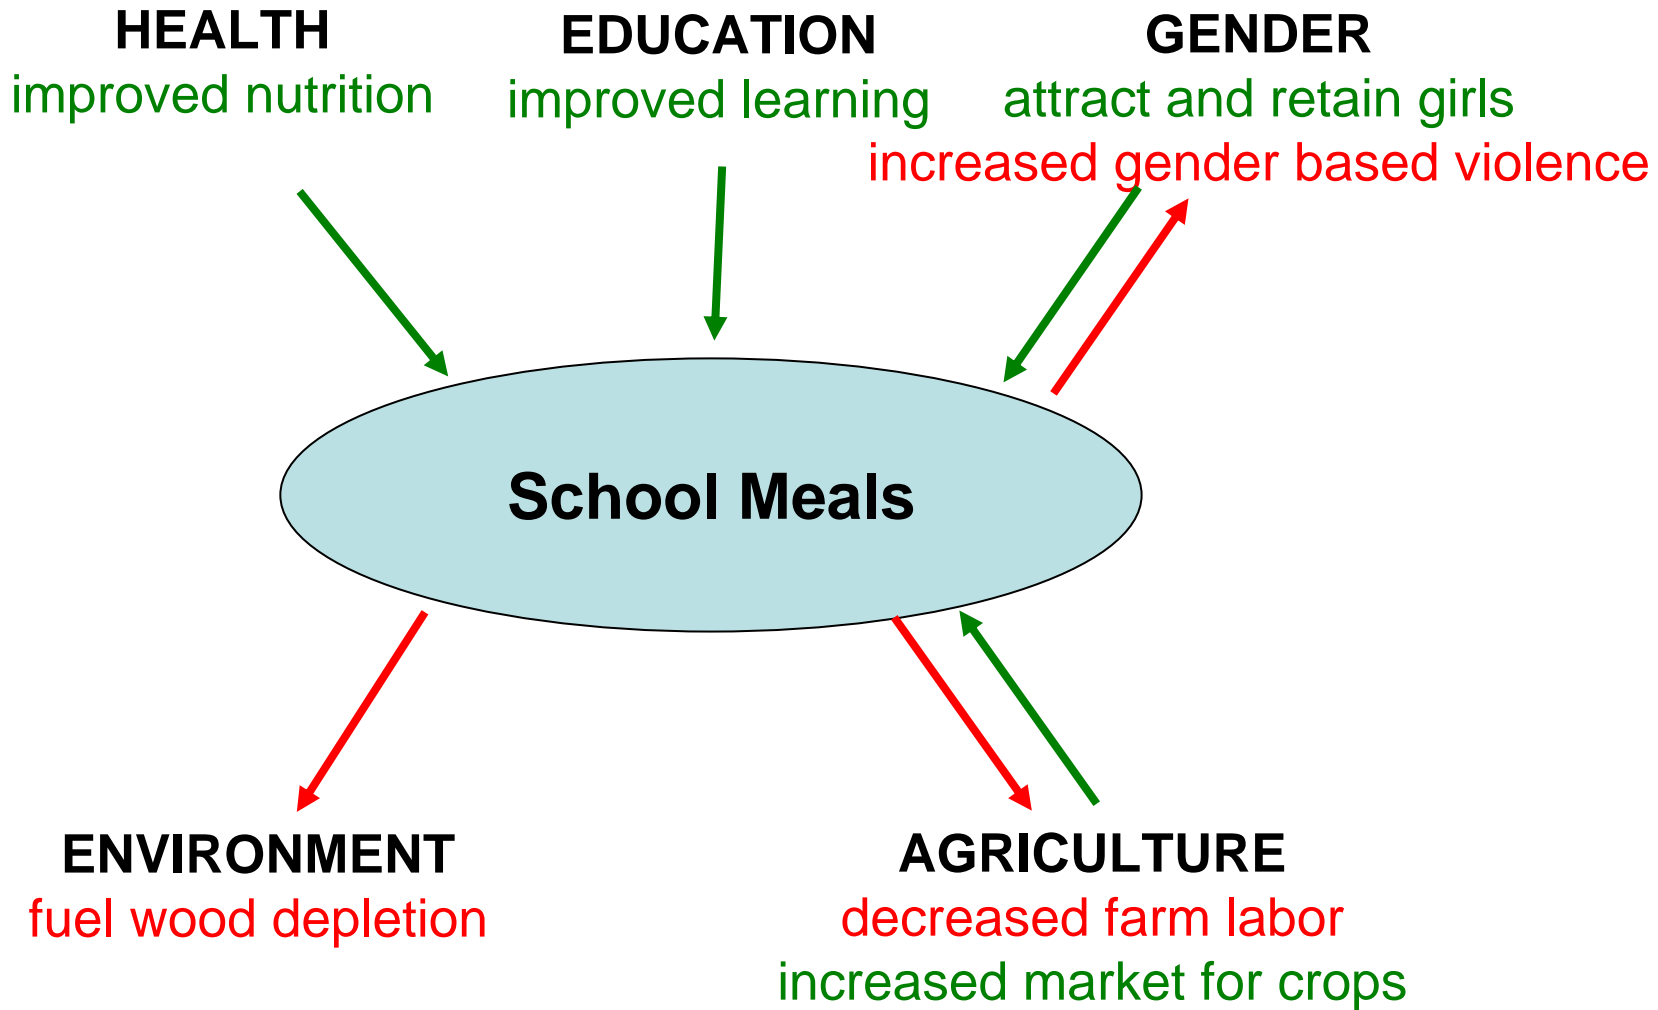 HEALTH
improved nutrition
EDUCATION
improved learning
GENDER
attract and retain girls
increased gender based violence
School Meals
ENVIRONMENT
fuel wood depletion
AGRICULTURE
decreased farm labor
increased market for crops